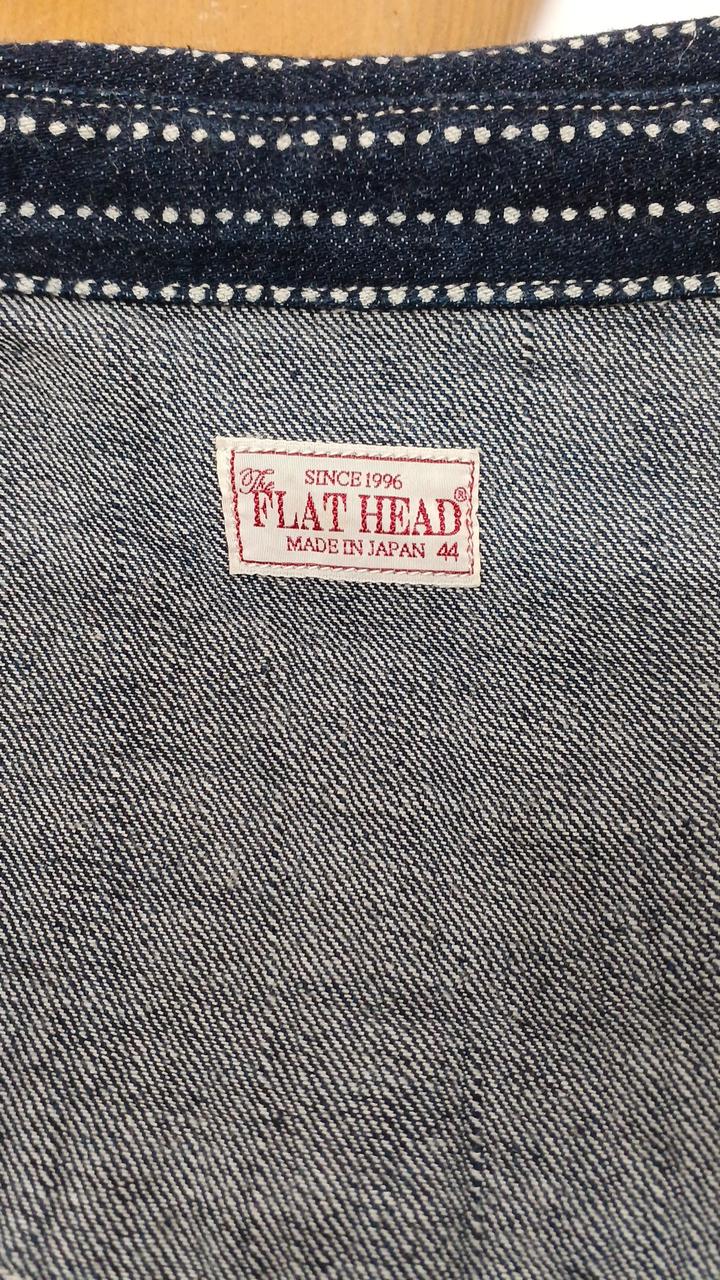 SINCE 1996
The
FLAT HEAD®
MADE IN JAPAN 44